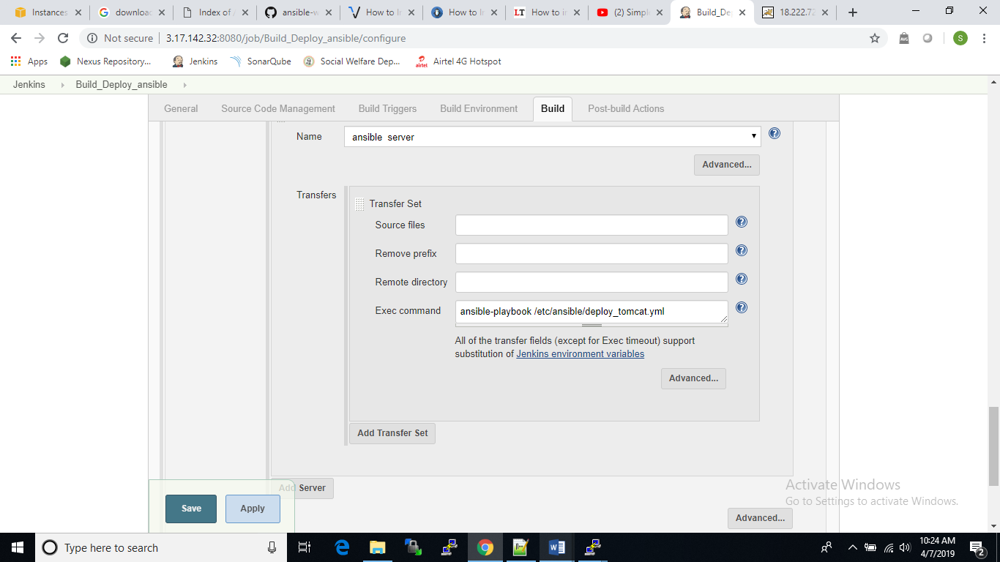 Instances
downloa
Index of
ansible-w
How to I
How to I
How to in
(2) Simpl
Build_De
18.222.72
Not secure
3.17.142.32:8080/job/Build_Deploy_ansible/configure
S
Apps
Nexus Repository...
Jenkins
SonarQube
Social Welfare Dep...
airtel
Airtel 4G Hotspot
Jenkins
Build_Deploy_ansible
General
Source Code Management
Build Triggers
Build Environment
Build
Post-build Actions
Name
ansible server
Advanced...
Transfers
Transfer Set
Source files
Remove prefix
Remote directory
Exec command
ansible-playbook /etc/ansible/deploy_tomcat.yml
All of the transfer fields (except for Exec timeout) support
substitution of Jenkins environment variables
Advanced...
Add Transfer Set
Add Server
Save
Apply
Activate Windows
Go to Settings to activate Windows.
Advanced...
Type here to search
10:24 AM
4/7/2019
2